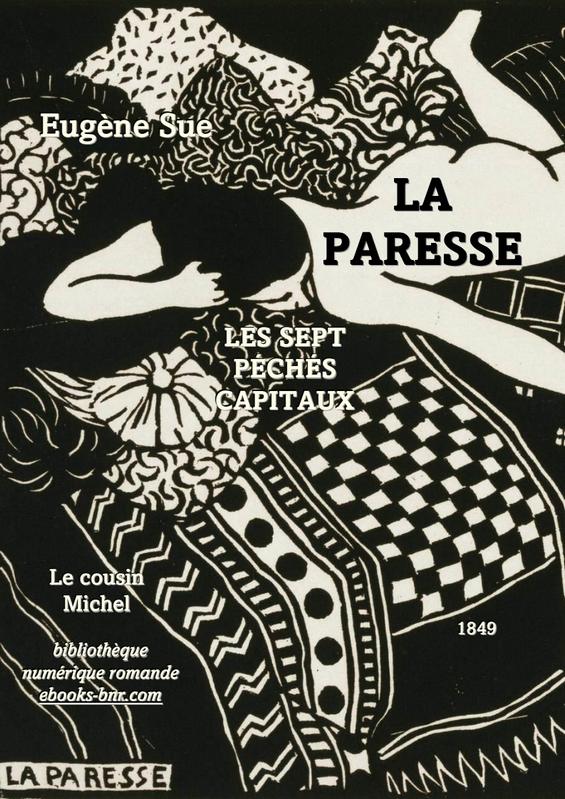 Eugène Sue
LA
PARESSE
LES SEPT
PÉCHÉS
CAPITAUX
Le cousin
Michel
1849
bibliothèque
numérique romande
ebooks-bnr.com
LA PARESSE